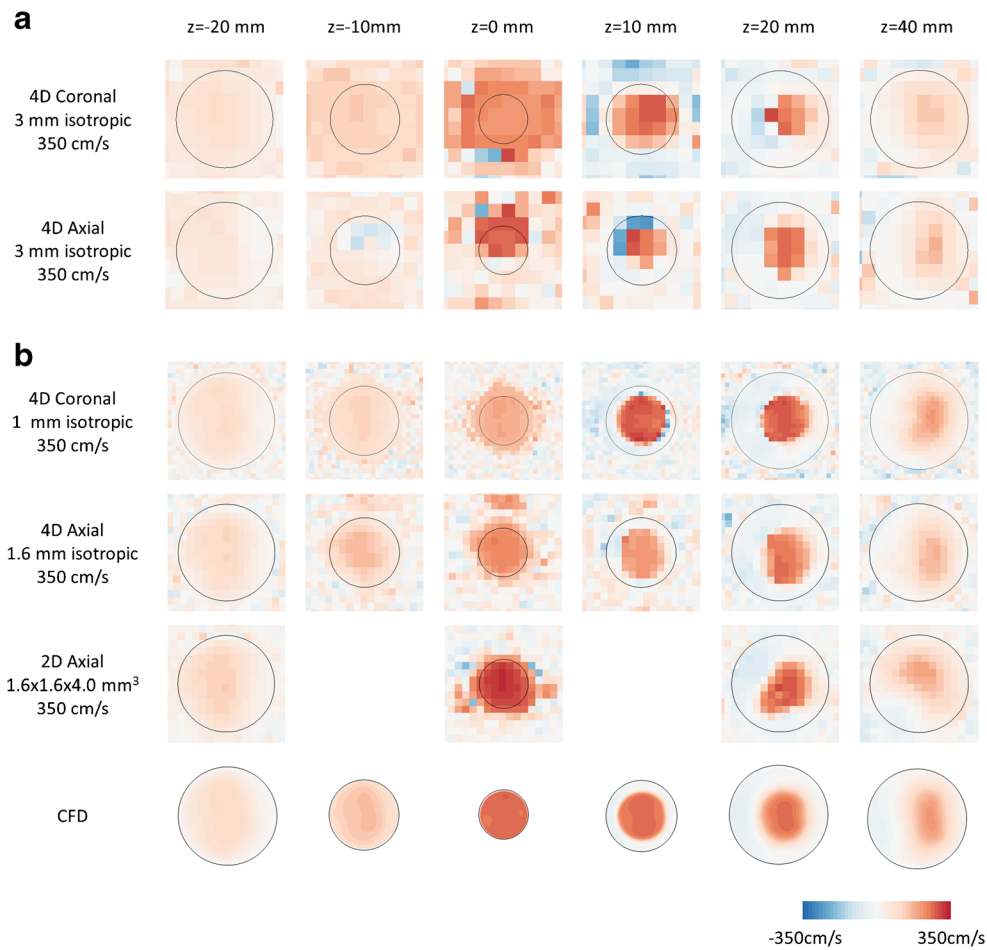 a
z=-20 mm z=-10mm z=0 mm z=10 mm z=20 mm z=40 mm
4D Coronal
3 mm isotropic
350 cm/s
4D Axial
3 mm isotropic
350 cm/s
b
4D Coronal
1 mm isotropic
350 cm/s
4D Axial
1.6 mm isotropic
350 cm/s
2D Axial
1.6x1.6x4.0 mm³
350 cm/s
CFD
-350cm/s 350cm/s